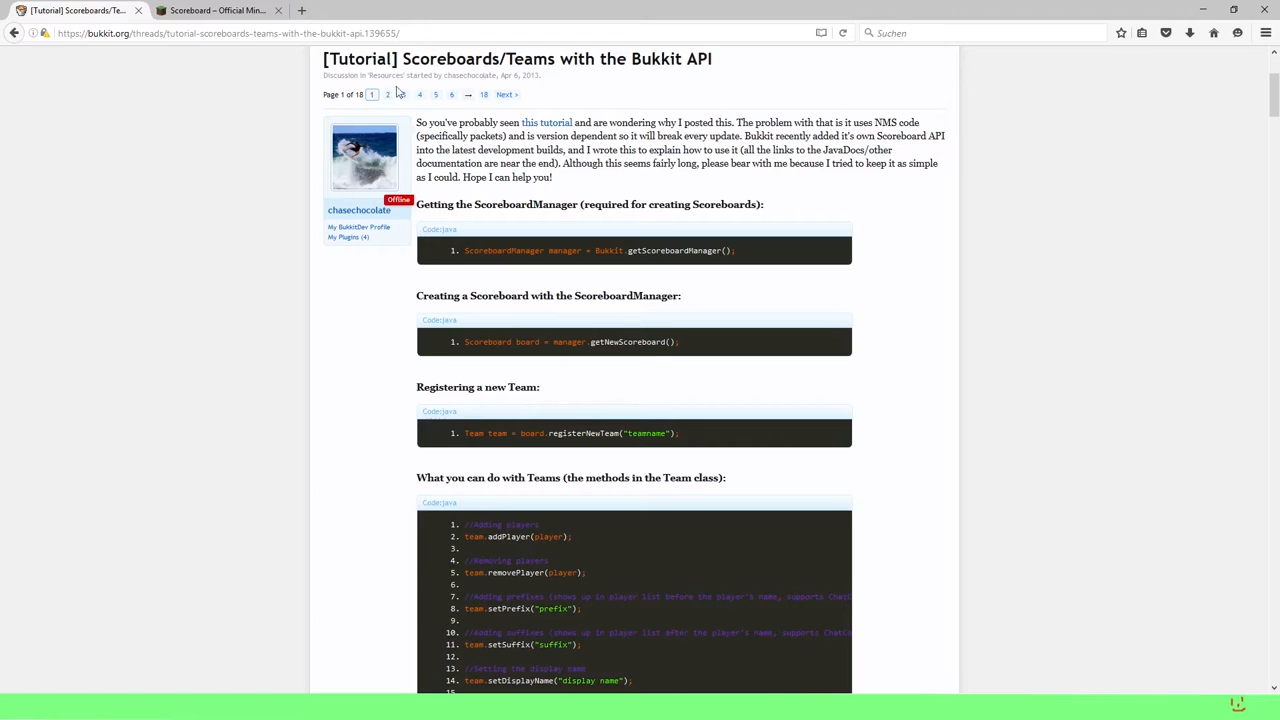 [Tutorial] Scoreboards/Te...
Scoreboard – Official Min...
https://bukkit.org/threads/tutorial-scoreboards-teams-with-the-bukkit-api.139655/
Suchen
[Tutorial] Scoreboards/Teams with the Bukkit API
Discussion in 'Resources' started by chasechocolate, Apr 6, 2013.
Page 1 of 18 1 2 3 4 5 6 → 18 Next >
So you've probably seen this tutorial and are wondering why I posted this. The problem with that is it uses NMS code
(specifically packets) and is version dependent so it will break every update. Bukkit recently added it's own Scoreboard API
into the latest development builds, and I wrote this to explain how to use it (all the links to the JavaDocs/other
documentation are near the end). Although this seems fairly long, please bear with me because I tried to keep it as simple
as I could. Hope I can help you!
Offline
chasechocolate
My BukkitDev Profile
My Plugins (4)
Getting the ScoreboardManager (required for creating Scoreboards):
Code:java
1. ScoreboardManager manager = Bukkit.getScoreboardManager();
Creating a Scoreboard with the ScoreboardManager:
Code:java
1. Scoreboard board = manager.getNewScoreboard();
Registering a new Team:
Code:java
1. Team team = board.registerNewTeam("teamname");
What you can do with Teams (the methods in the Team class):
Code:java
1. //Adding players
2. team.addPlayer(player);
3.
4. //Removing players
5. team.removePlayer(player);
6.
7. //Adding prefixes (shows up in player list before the player's name, supports ChatCo
8. team.setPrefix("prefix");
9.
10. //Adding suffixes (shows up in player list after the player's name, supports ChatCo
11. team.setSuffix("suffix");
12.
13. //Setting the display name
14. team.setDisplayName("display name");
15.